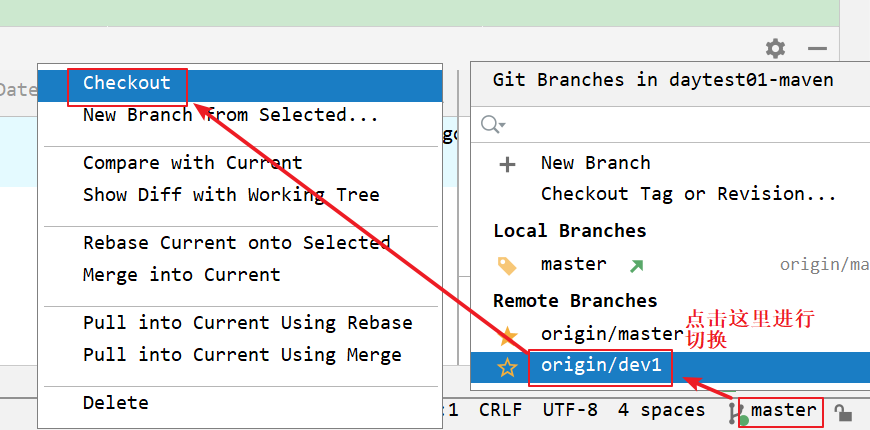 Date
Checkout
New Branch from Selected...
Compare with Current
Show Diff with Working Tree
Rebase Current onto Selected
Merge into Current
Pull into Current Using Rebase
Pull into Current Using Merge
Delete
go
Git Branches in daytest01-maven
New Branch
Checkout Tag or Revision...
Local Branches
master
origin/ma
Remote Branches
origin/master
点击这里进行
切换
origin/dev1
:1 CRLF UTF-8 4 spaces master